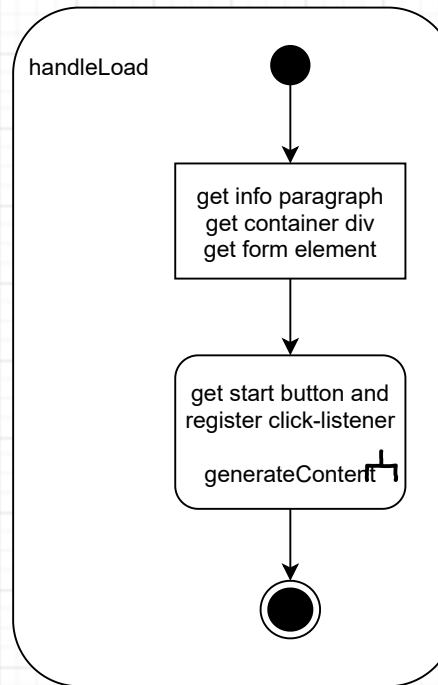 handleLoad
get info paragraph
get container div
get form element
get start button and
register click-listener
generateContent